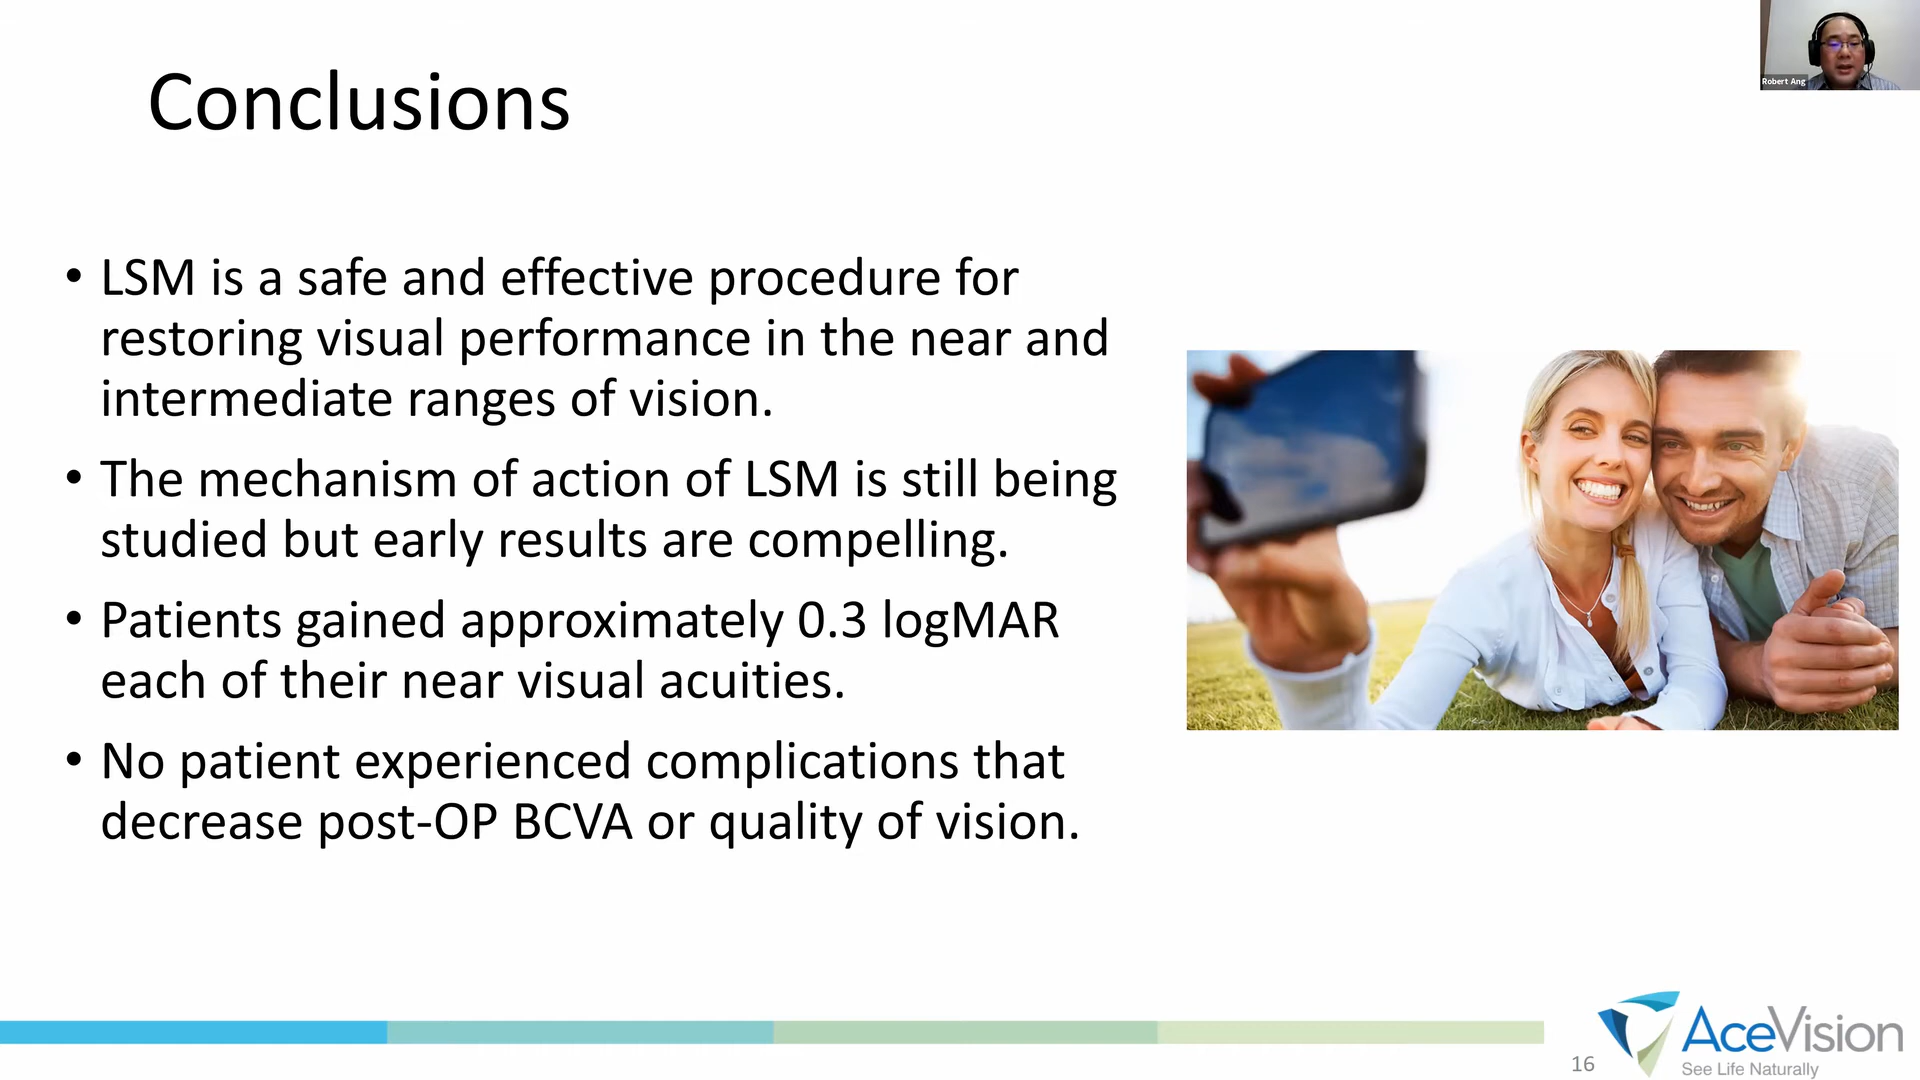 Conclusions
Robert Ang
• LSM is a safe and effective procedure for
restoring visual performance in the near and
intermediate ranges of vision.
• The mechanism of action of LSM is still being
studied but early results are compelling.
• Patients gained approximately 0.3 logMAR
each of their near visual acuities.
• No patient experienced complications that
decrease post-OP BCVA or quality of vision.
16
AceVision
See Life Naturally